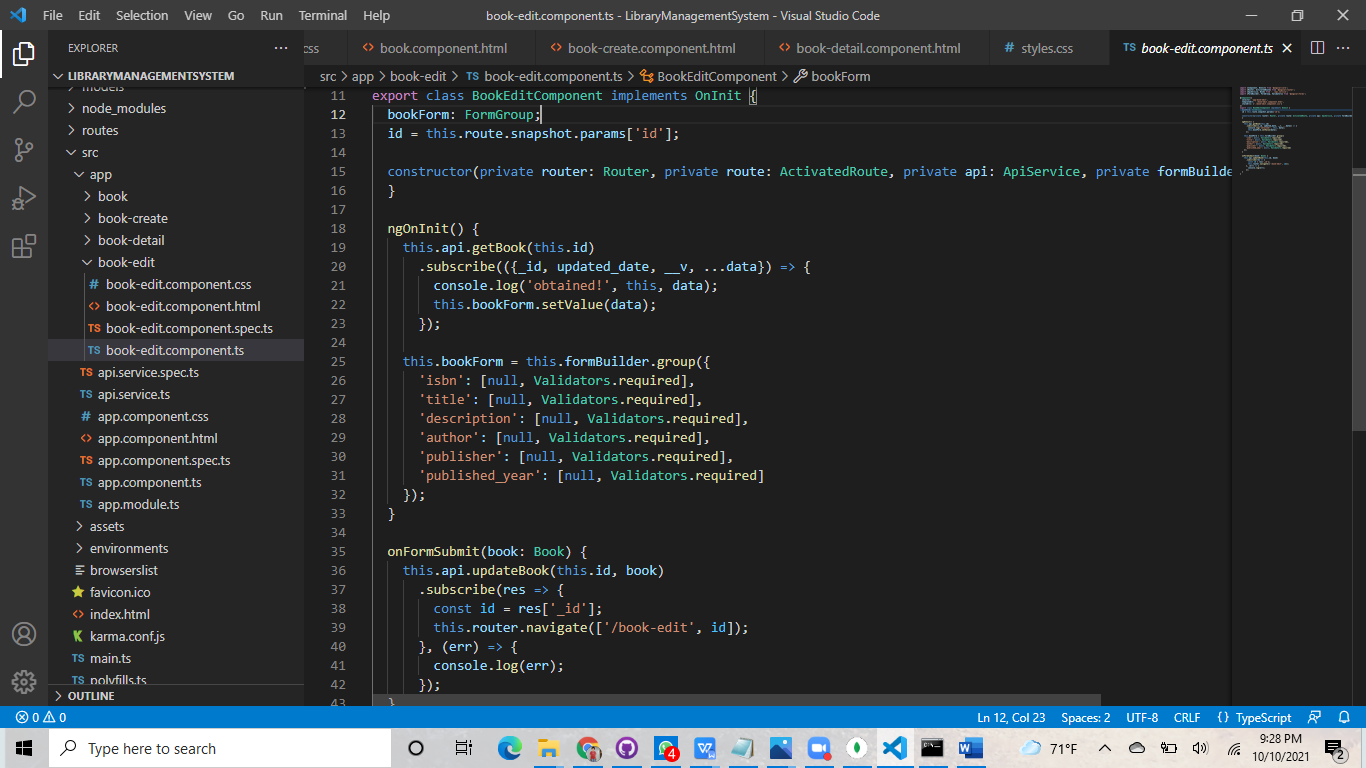 File Edit Selection View Go Run Terminal Help book-edit.component.ts - LibraryManagementSystem - Visual Studio Code
EXPLORER
css book.component.html book-create.component.html book-detail.component.html # styles.css TS book-edit.component.ts
src > app > book-edit > TS book-edit.component.ts > BookEditComponent > bookForm
LIBRARYMANAGEMENTSYSTEM
models
node_modules
routes
src
app
book
book-create
book-detail
book-edit
# book-edit.component.css
<> book-edit.component.html
TS book-edit.component.spec.ts
TS book-edit.component.ts
TS api.service.spec.ts
TS api.service.ts
# app.component.css
<> app.component.html
TS app.component.spec.ts
TS app.component.ts
TS app.module.ts
assets
environments
browserslist
favicon.ico
<> index.html
karma.conf.js
TS main.ts
TS polyfills.ts
OUTLINE
11 export class BookEditComponent implements OnInit {
12 bookForm: FormGroup;
13 id = this.route.snapshot.params['id'];
14
15 constructor(private router: Router, private route: ActivatedRoute, private api: ApiService, private formBuilde
16 }
17
18 ngOnInit() {
19 this.api.getBook(this.id)
20 .subscribe(({_id, updated_date, __v, ...data}) => {
21 console.log('obtained!', this, data);
22 this.bookForm.setValue(data);
23 });
24
25 this.bookForm = this.formBuilder.group({
26 'isbn': [null, Validators.required],
27 'title': [null, Validators.required],
28 'description': [null, Validators.required],
29 'author': [null, Validators.required],
30 'publisher': [null, Validators.required],
31 'published_year': [null, Validators.required]
32 });
33 }
34
35 onFormSubmit(book: Book) {
36 this.api.updateBook(this.id, book)
37 .subscribe(res => {
38 const id = res['_id'];
39 this.router.navigate(['/book-edit', id]);
40 }, (err) => {
41 console.log(err);
42 });
43 }
0 0 Ln 12, Col 23 Spaces: 2 UTF-8 CRLF {} TypeScript
Type here to search 4 71°F 9:28 PM
10/10/2021 2